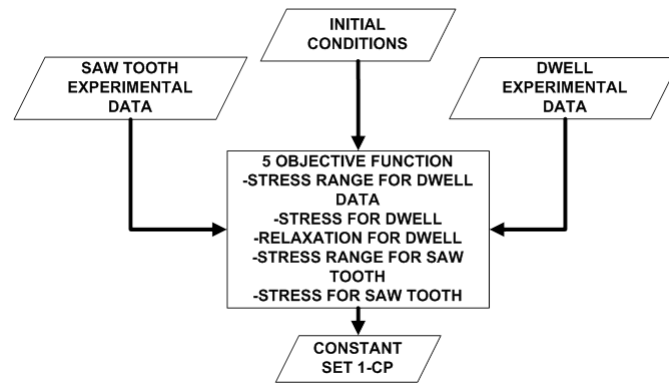 INITIAL
CONDITIONS
SAW TOOTH
EXPERIMENTAL
DATA
DWELL
EXPERIMENTAL
DATA
5 OBJECTIVE FUNCTION
-STRESS RANGE FOR DWELL
DATA
-STRESS FOR DWELL
-RELAXATION FOR DWELL
-STRESS RANGE FOR SAW
TOOTH
-STRESS FOR SAW TOOTH
CONSTANT
SET 1-CP